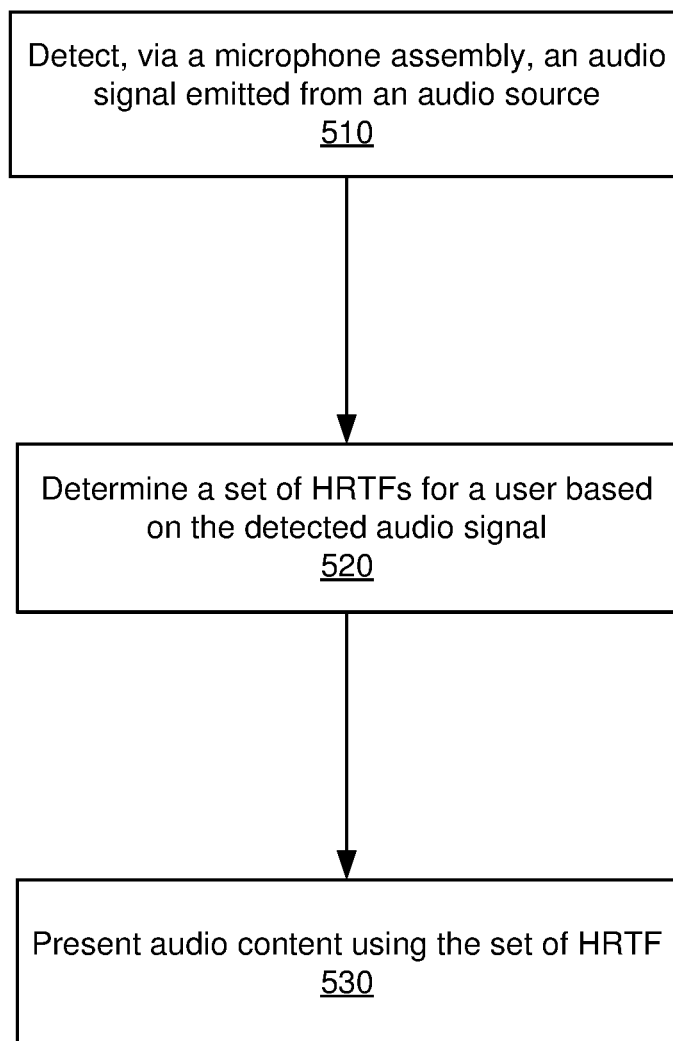 Detect, via a microphone assembly, an audio
signal emitted from an audio source
510
Determine a set of HRTFs for a user based
on the detected audio signal
520
Present audio content using the set of HRTF
530